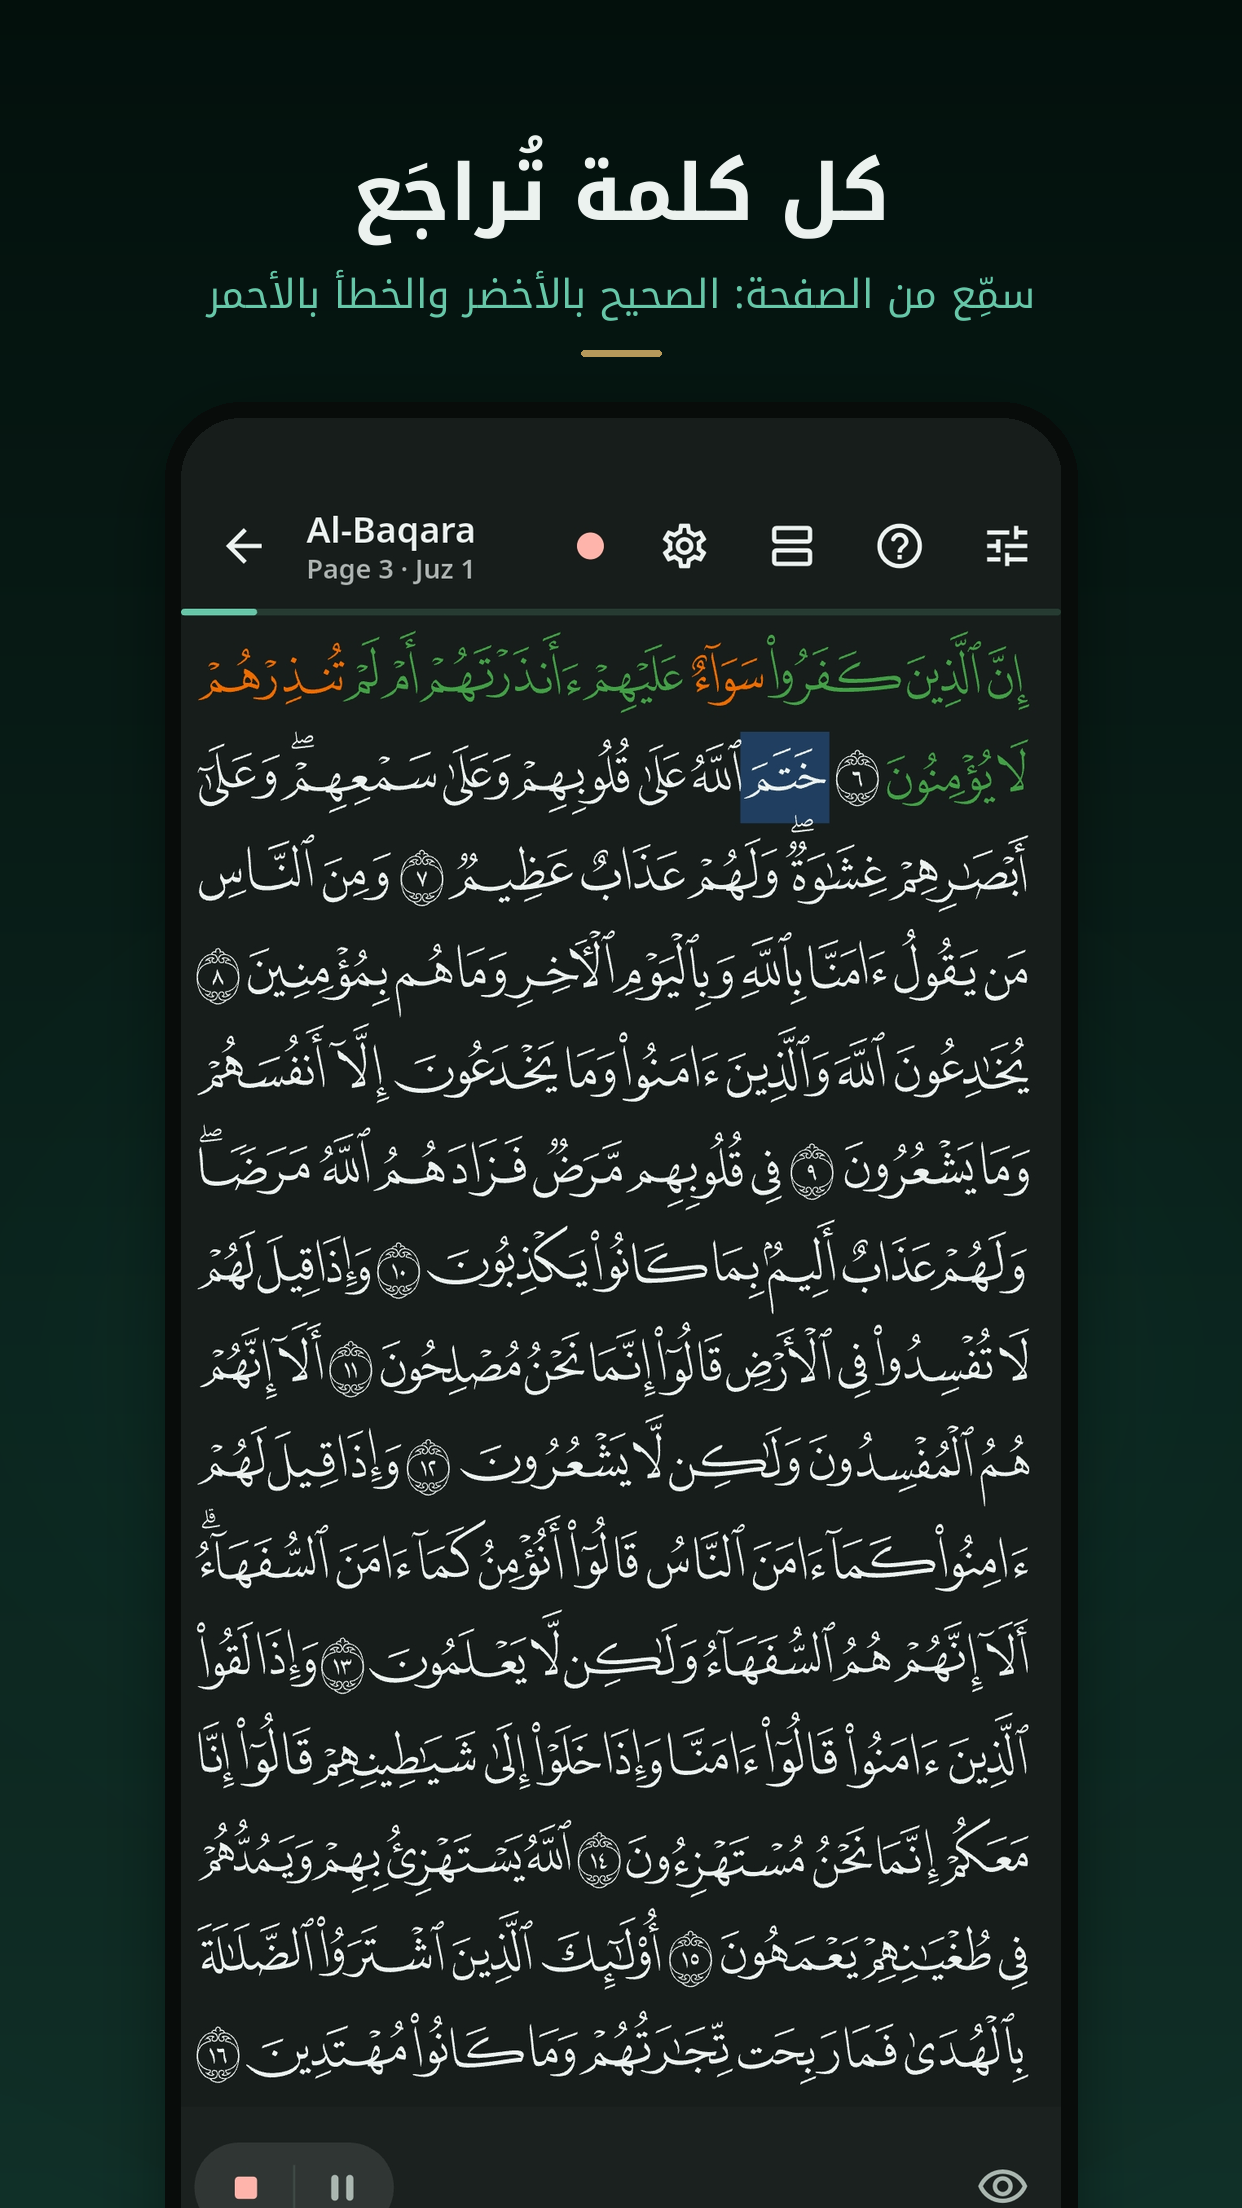 كل كلمة تُراجَع
سمِّع من الصفحة: الصحيح بالأخضر والخطأ بالأحمر
Al-Baqara
Page 3 · Juz 1
إِنَّ ٱلَّذِينَ كَفَرُوا۟ سَوَآءٌ عَلَيْهِمْ ءَأَنذَرْتَهُمْ أَمْ لَمْ تُنذِرْهُمْ
لَا يُؤْمِنُونَ ٦ خَتَمَ ٱللَّهُ عَلَىٰ قُلُوبِهِمْ وَعَلَىٰ سَمْعِهِمْ ۖ وَعَلَىٰٓ
أَبْصَـٰرِهِمْ غِشَـٰوَةٌ ۖ وَلَهُمْ عَذَابٌ عَظِيمٌ ٧ وَمِنَ ٱلنَّاسِ
مَن يَقُولُ ءَامَنَّا بِٱللَّهِ وَبِٱلْيَوْمِ ٱلْـَٔاخِرِ وَمَا هُم بِمُؤْمِنِينَ ٨
يُخَـٰدِعُونَ ٱللَّهَ وَٱلَّذِينَ ءَامَنُوا۟ وَمَا يَخْدَعُونَ إِلَّآ أَنفُسَهُمْ
وَمَا يَشْعُرُونَ ٩ فِى قُلُوبِهِم مَّرَضٌ فَزَادَهُمُ ٱللَّهُ مَرَضًا ۖ
وَلَهُمْ عَذَابٌ أَلِيمٌۢ بِمَا كَانُوا۟ يَكْذِبُونَ ١٠ وَإِذَا قِيلَ لَهُمْ
لَا تُفْسِدُوا۟ فِى ٱلْأَرْضِ قَالُوٓا۟ إِنَّمَا نَحْنُ مُصْلِحُونَ ١١ أَلَآ إِنَّهُمْ
هُمُ ٱلْمُفْسِدُونَ وَلَـٰكِن لَّا يَشْعُرُونَ ١٢ وَإِذَا قِيلَ لَهُمْ
ءَامِنُوا۟ كَمَآ ءَامَنَ ٱلنَّاسُ قَالُوٓا۟ أَنُؤْمِنُ كَمَآ ءَامَنَ ٱلسُّفَهَآءُ ۗ
أَلَآ إِنَّهُمْ هُمُ ٱلسُّفَهَآءُ وَلَـٰكِن لَّا يَعْلَمُونَ ١٣ وَإِذَا لَقُوا۟
ٱلَّذِينَ ءَامَنُوا۟ قَالُوٓا۟ ءَامَنَّا وَإِذَا خَلَوْا۟ إِلَىٰ شَيَـٰطِينِهِمْ قَالُوٓا۟ إِنَّا
مَعَكُمْ إِنَّمَا نَحْنُ مُسْتَهْزِءُونَ ١٤ ٱللَّهُ يَسْتَهْزِئُ بِهِمْ وَيَمُدُّهُمْ
فِى طُغْيَـٰنِهِمْ يَعْمَهُونَ ١٥ أُو۟لَـٰٓئِكَ ٱلَّذِينَ ٱشْتَرَوُا۟ ٱلضَّلَـٰلَةَ
بِٱلْهُدَىٰ فَمَا رَبِحَت تِّجَـٰرَتُهُمْ وَمَا كَانُوا۟ مُهْتَدِينَ ١٦